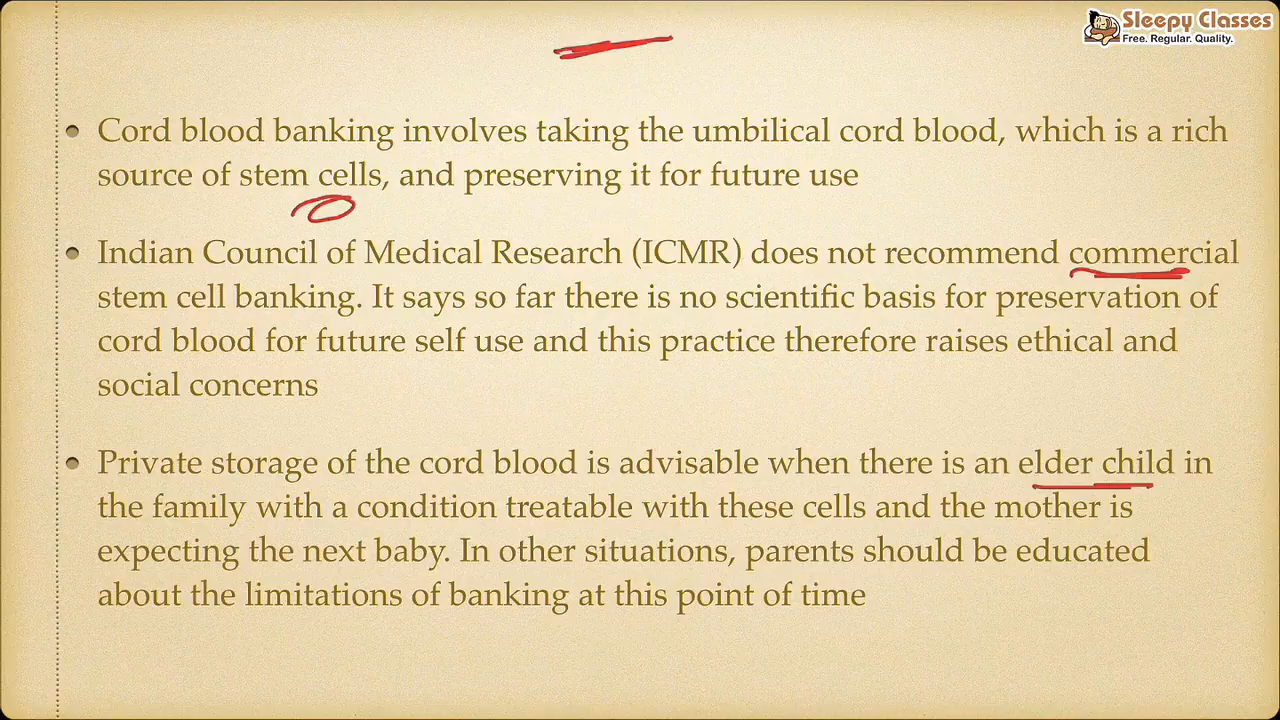 Sleepy Classes
Free. Regular. Quality.
• Cord blood banking involves taking the umbilical cord blood, which is a rich
source of stem cells, and preserving it for future use
• Indian Council of Medical Research (ICMR) does not recommend commercial
stem cell banking. It says so far there is no scientific basis for preservation of
cord blood for future self use and this practice therefore raises ethical and
social concerns
• Private storage of the cord blood is advisable when there is an elder child in
the family with a condition treatable with these cells and the mother is
expecting the next baby. In other situations, parents should be educated
about the limitations of banking at this point of time